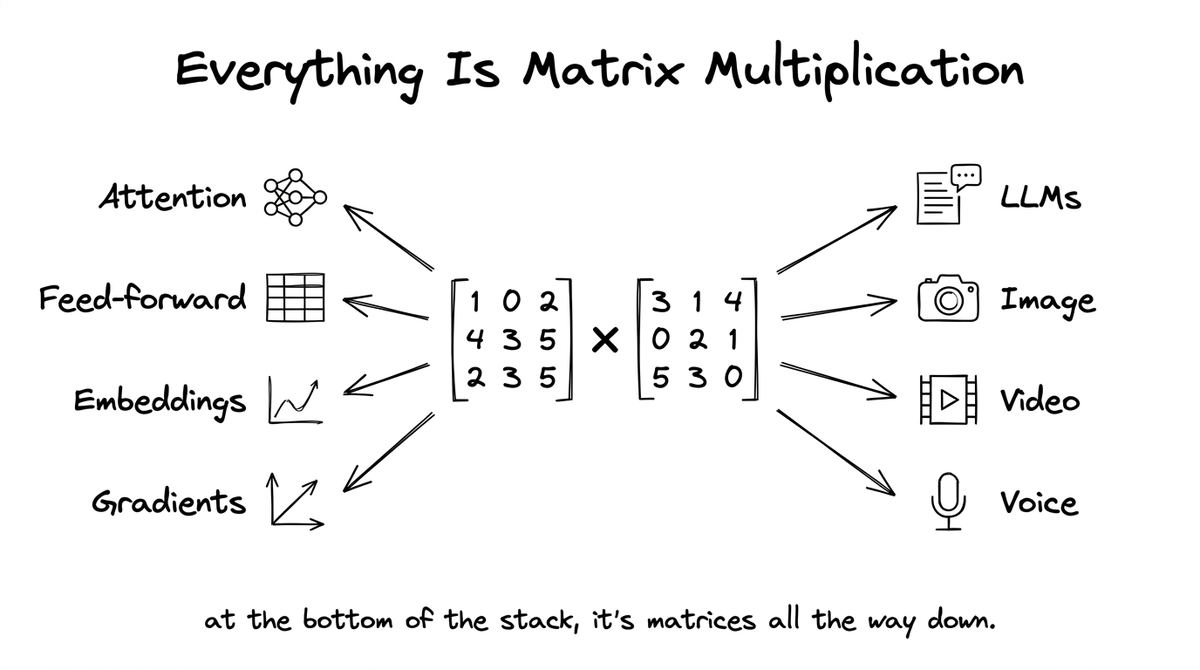 Everything Is Matrix Multiplication
Attention
LLMs
Feed-forward
Image
1 0 2
4 3 5
2 3 5
×
3 1 4
0 2 1
5 3 0
Embeddings
Video
Gradients
Voice
at the bottom of the stack, it's matrices all the way down.